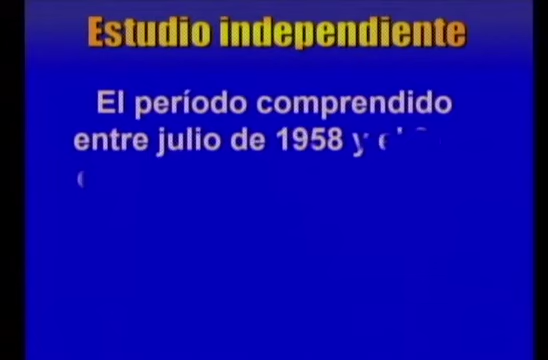 Estudio independiente
El período comprendido
entre julio de 1958 y